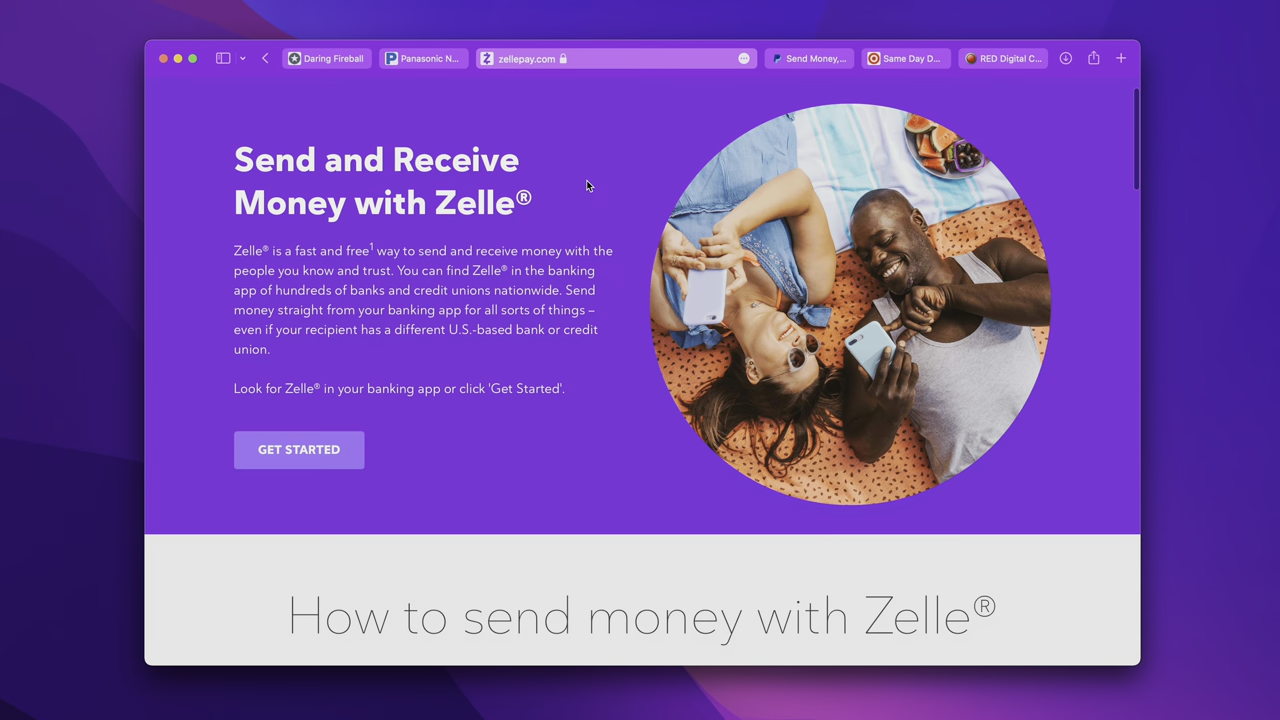 Daring Fireball
Panasonic N...
zellepay.com
Send Money,...
Same Day D...
RED Digital C...
Send and Receive
Money with Zelle®
Zelle® is a fast and free1 way to send and receive money with the
people you know and trust. You can find Zelle® in the banking
app of hundreds of banks and credit unions nationwide. Send
money straight from your banking app for all sorts of things –
even if your recipient has a different U.S.-based bank or credit
union.
Look for Zelle® in your banking app or click 'Get Started'.
GET STARTED
How to send money with Zelle®